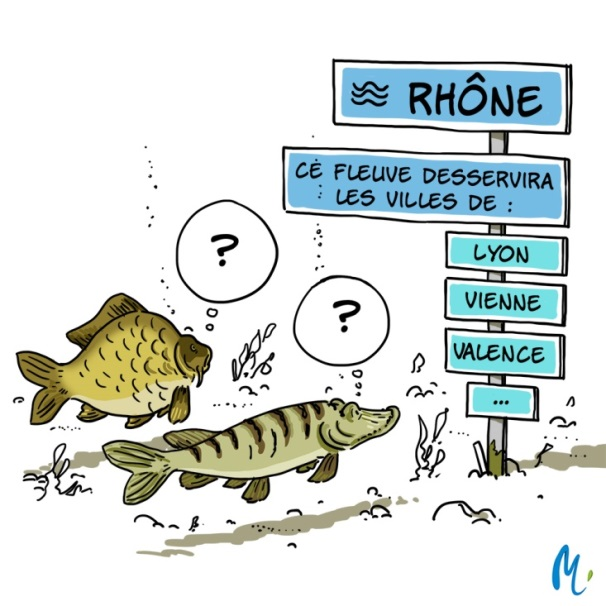 RHÔNE
CE FLEUVE DESSERVIRA
LES VILLES DE :
LYON
VIENNE
VALENCE
...
?
?
M'